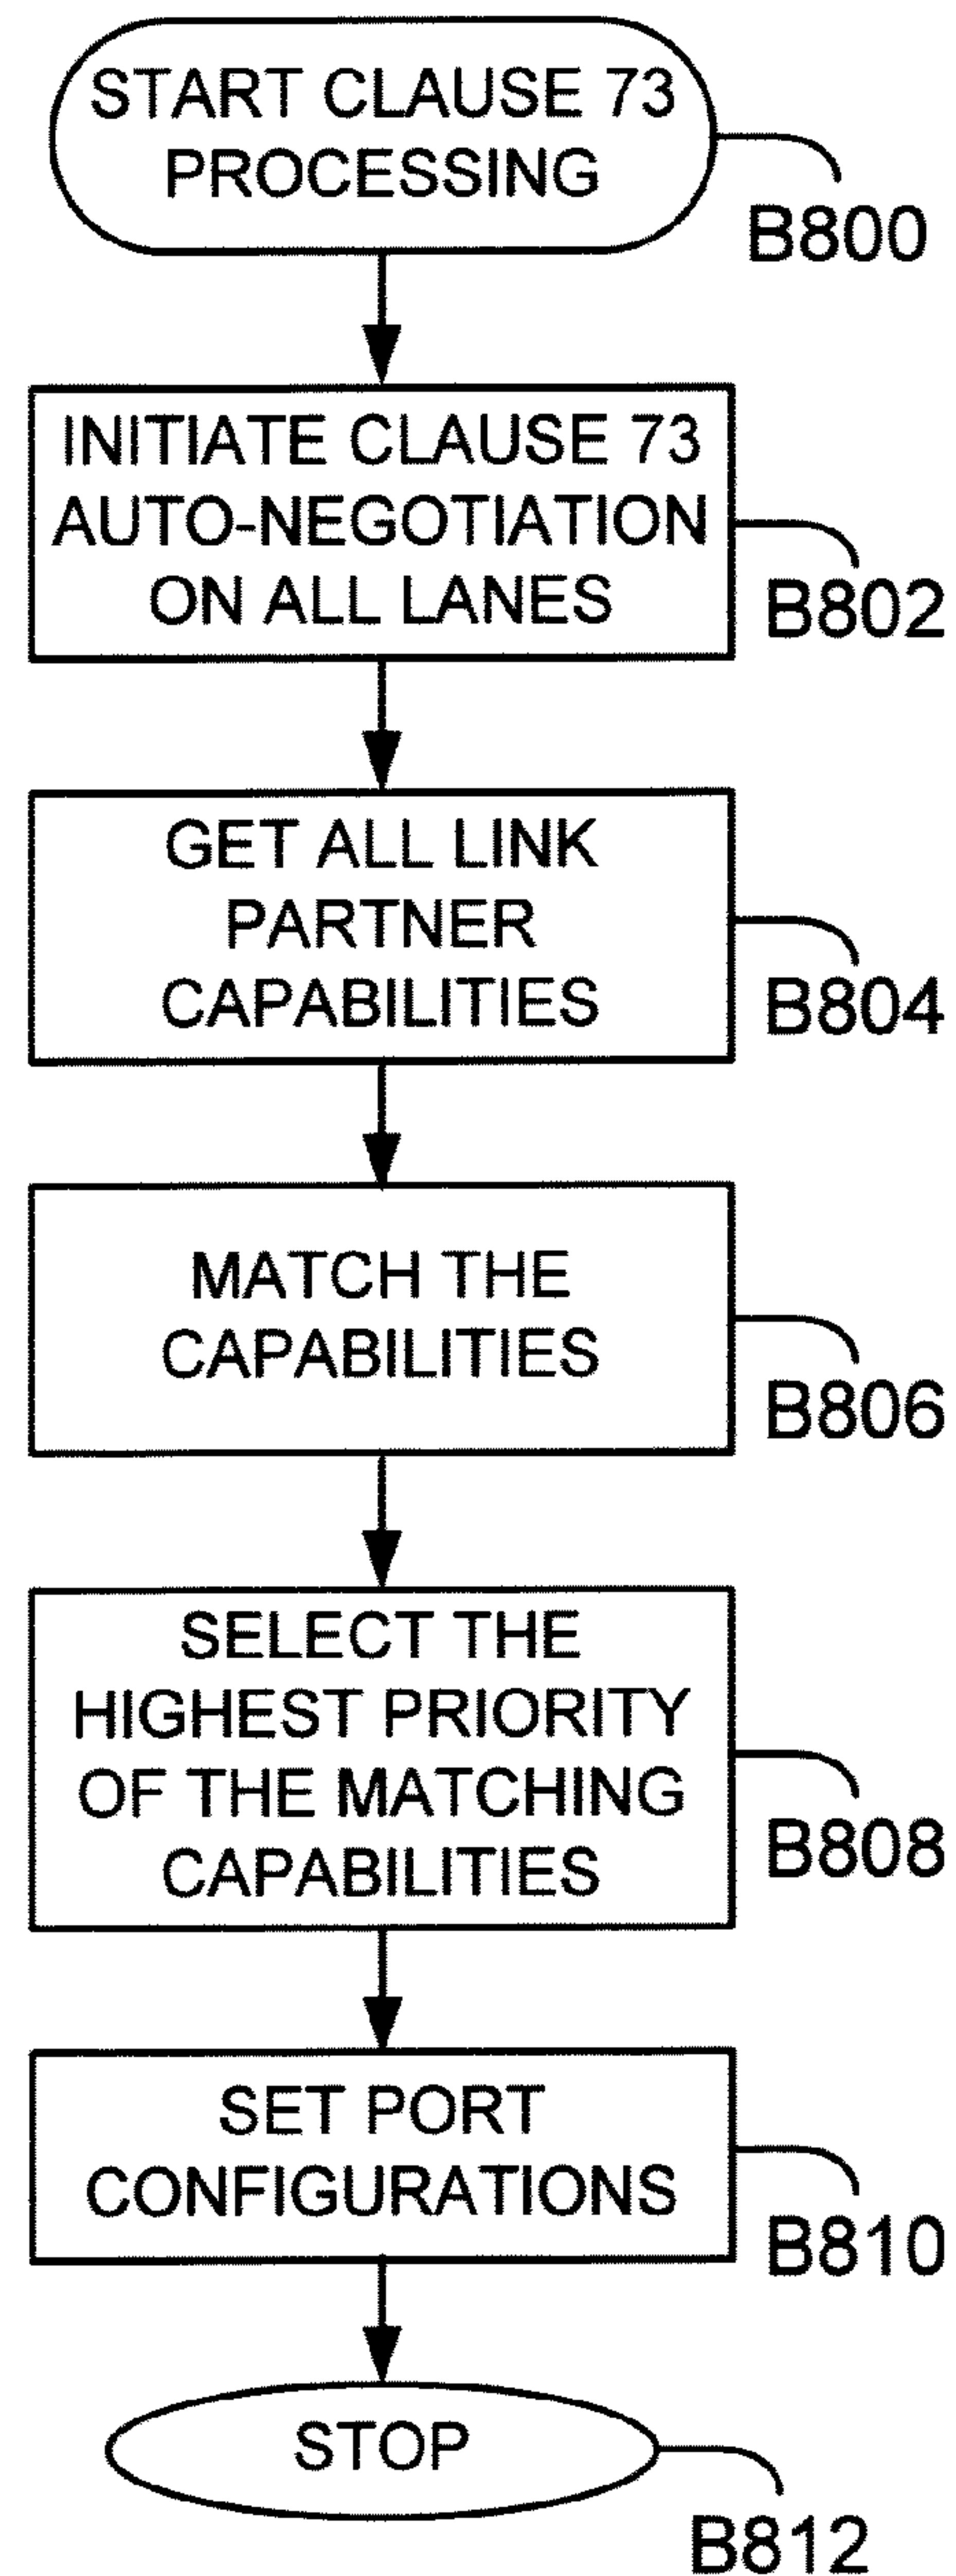 START CLAUSE 73
PROCESSING
B800
INITIATE CLAUSE 73
AUTO-NEGOTIATION
ON ALL LANES
B802
GET ALL LINK
PARTNER
CAPABILITIES
B804
MATCH THE
CAPABILITIES
B806
SELECT THE
HIGHEST PRIORITY
OF THE MATCHING
CAPABILITIES
B808
SET PORT
CONFIGURATIONS
B810
STOP
B812